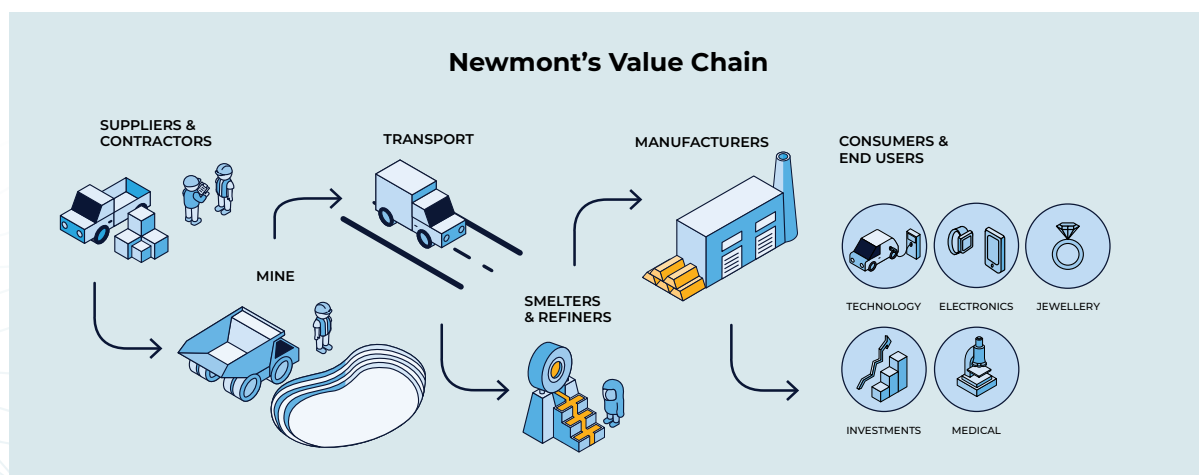 Newmont's Value Chain
SUPPLIERS &
CONTRACTORS
MINE
TRANSPORT
SMELTERS
& REFINERS
MANUFACTURERS
CONSUMERS &
END USERS
TECHNOLOGY
ELECTRONICS
JEWELLERY
INVESTMENTS
MEDICAL